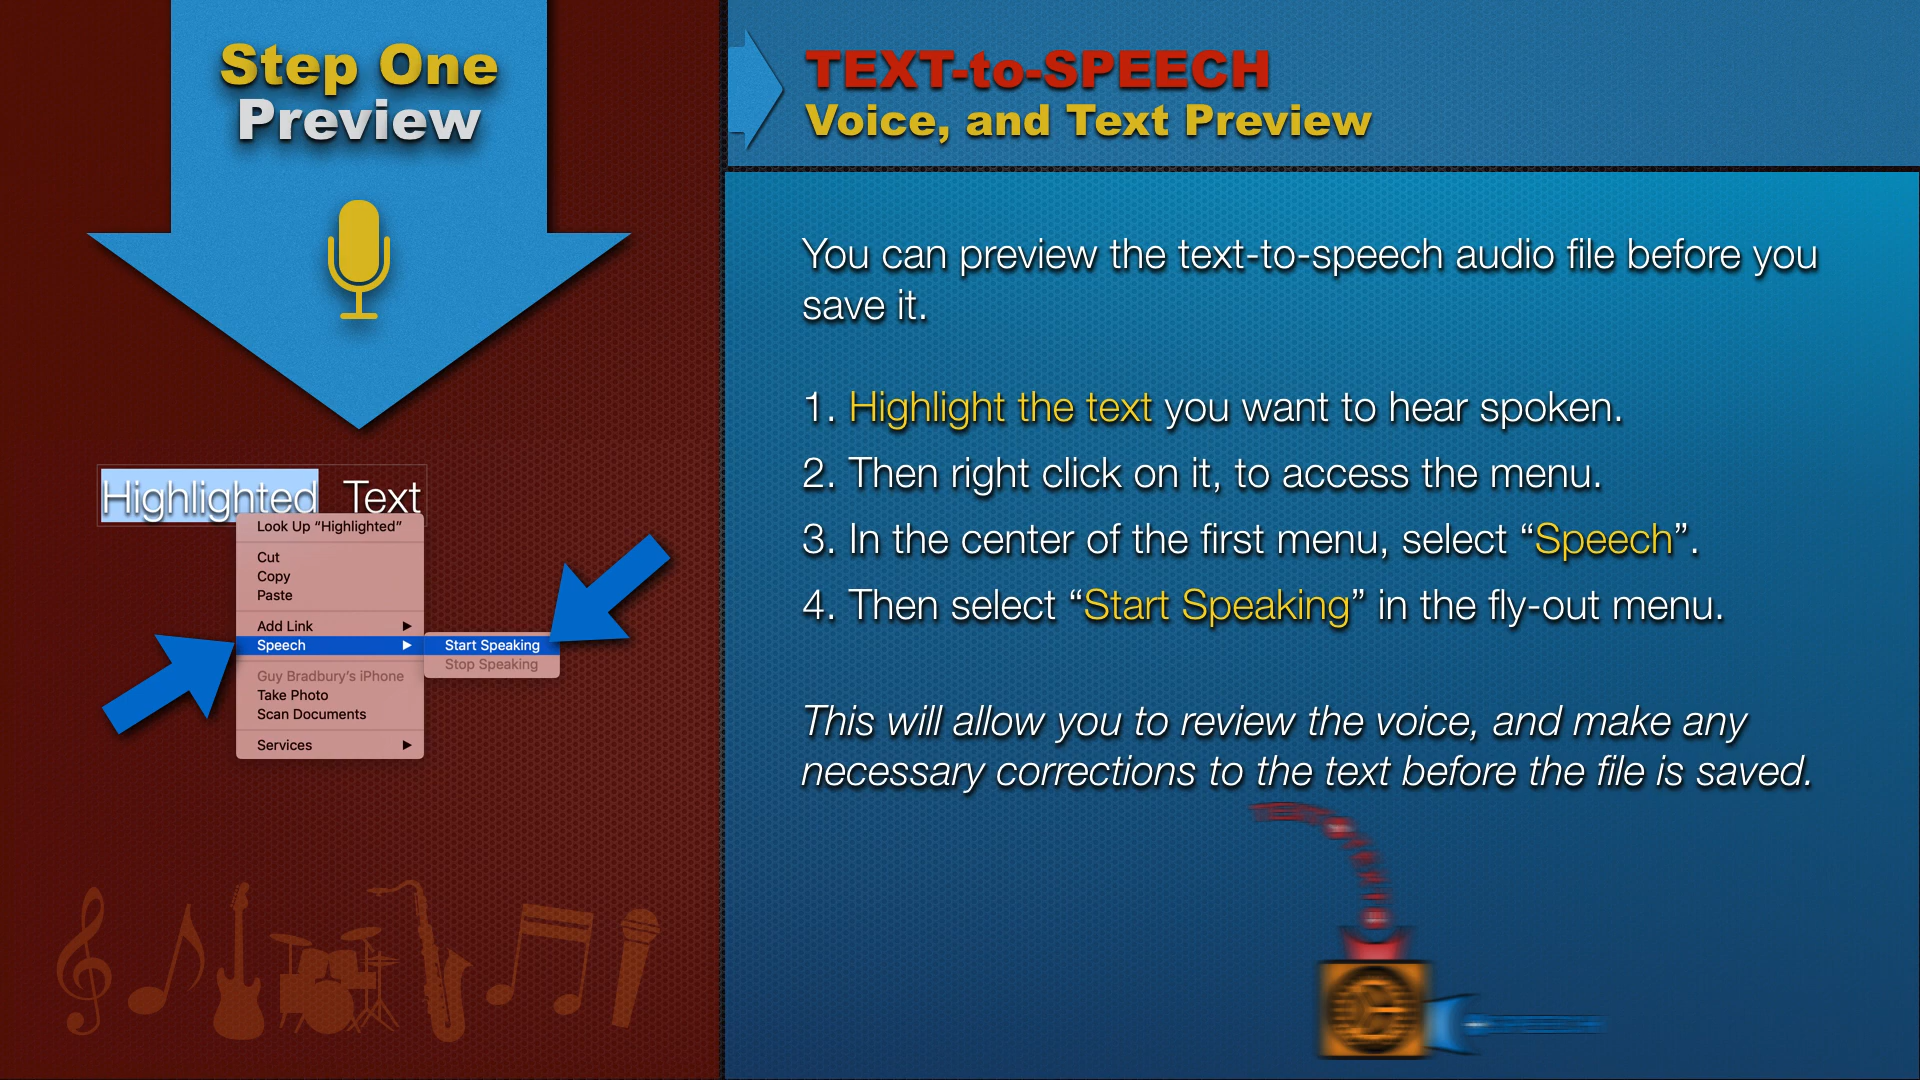 Step One
Preview
Highlighted Text
Look Up “Highlighted”
Cut
Copy
Paste
Add Link
Speech
Start Speaking
Stop Speaking
Guy Bradbury’s iPhone
Take Photo
Scan Documents
Services
TEXT-to-SPEECH
Voice, and Text Preview
You can preview the text-to-speech audio file before you
save it.
1. Highlight the text you want to hear spoken.
2. Then right click on it, to access the menu.
3. In the center of the first menu, select “Speech”.
4. Then select “Start Speaking” in the fly-out menu.
This will allow you to review the voice, and make any
necessary corrections to the text before the file is saved.